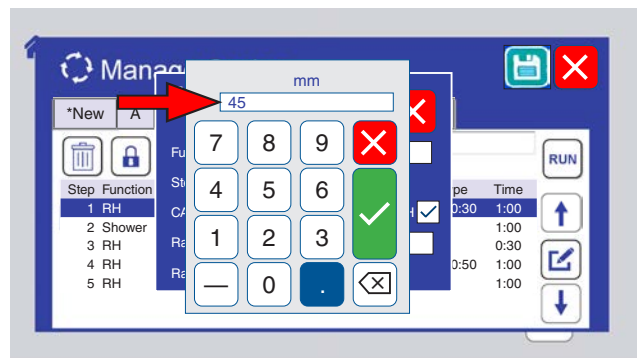 Mana
mm
45
*New A
7 8 9
Fu
RUN
4 5 6
St
Step Function
pe Time
1 RH
CA
H
0:30 1:00
2 Shower
1:00
1 2 3
3 RH
Ra
0:30
4 RH
Ra
0:50 1:00
— 0 .
5 RH
1:00